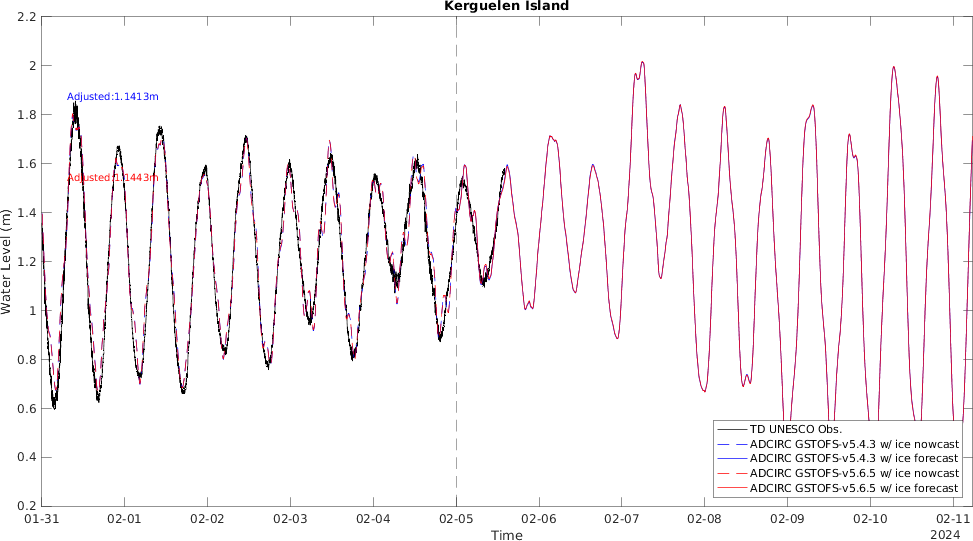 Kerguelen Island
2.2
2
1.8
1.6
1.4
1.2
1
0.8
0.6
0.4
0.2
Water Level (m)
Adjusted:1.1413m
Adjusted:1.1443m
TD UNESCO Obs.
ADCIRC GSTOFS-v5.4.3 w/ ice nowcast
ADCIRC GSTOFS-v5.4.3 w/ ice forecast
ADCIRC GSTOFS-v5.6.5 w/ ice nowcast
ADCIRC GSTOFS-v5.6.5 w/ ice forecast
01-31 02-01 02-02 02-03 02-04 02-05 02-06 02-07 02-08 02-09 02-10 02-11
Time
2024